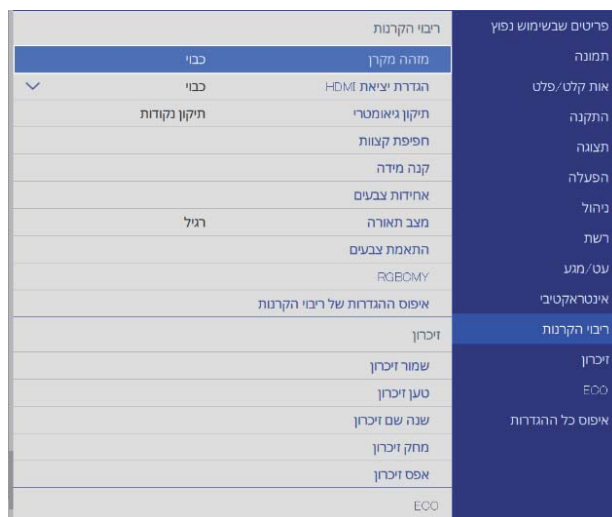 פריטים שבשימוש נפוץ
תמונה
אות קלט/פלט
התקנה
תצוגה
הפעלה
ניהול
רשת
עט/מגע
אינטראקטיבי
ריבוי הקרנות
זיכרון
ECO
איפוס כל ההגדרות
ריבוי הקרנות
מזהה מקרן כבוי
הגדרת יציאת HDMI כבוי
תיקון גיאומטרי תיקון נקודות
חפיפת קצוות
קנה מידה
אחידות צבעים
מצב תאורה רגיל
התאמת צבעים
RGBCMY
איפוס ההגדרות של ריבוי הקרנות
זיכרון
שמור זיכרון
טען זיכרון
שנה שם זיכרון
מחק זיכרון
אפס זיכרון
ECO